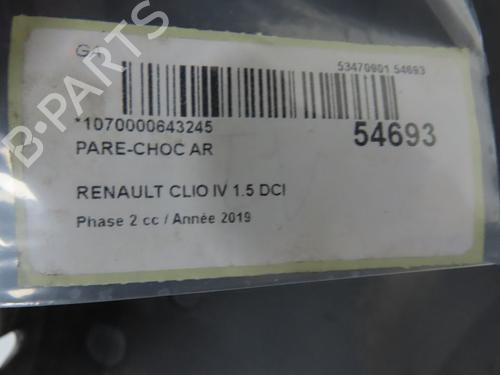 G
53470901 54693
*1070000643245
54693
PARE-CHOC AR
RENAULT CLIO IV 1.5 DCI
Phase 2 cc / Année 2019
B-PARTS